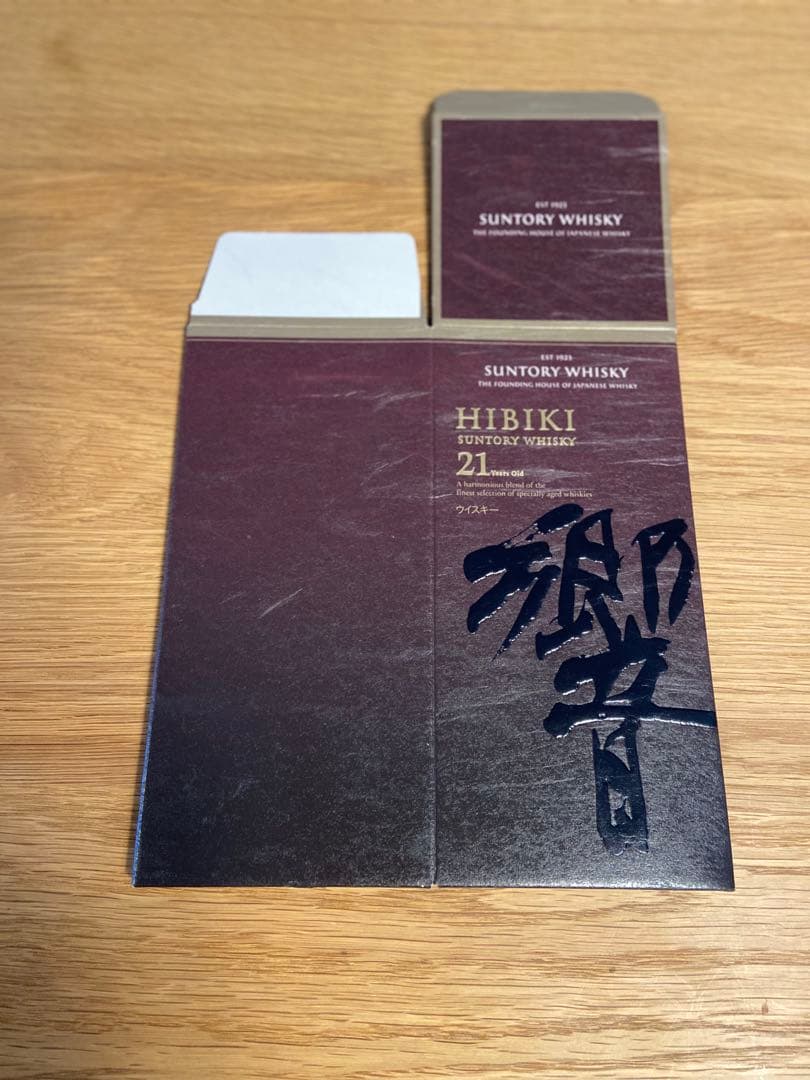 EST 1923
SUNTORY WHISKY
THE FOUNDING HOUSE OF JAPANESE WHISKY
EST 1923
SUNTORY WHISKY
THE FOUNDING HOUSE OF JAPANESE WHISKY
HIBIKI
SUNTORY WHISKY
21 Years Old
A harmonious blend of the
finest selection of specially aged whiskies
ウイスキー
響